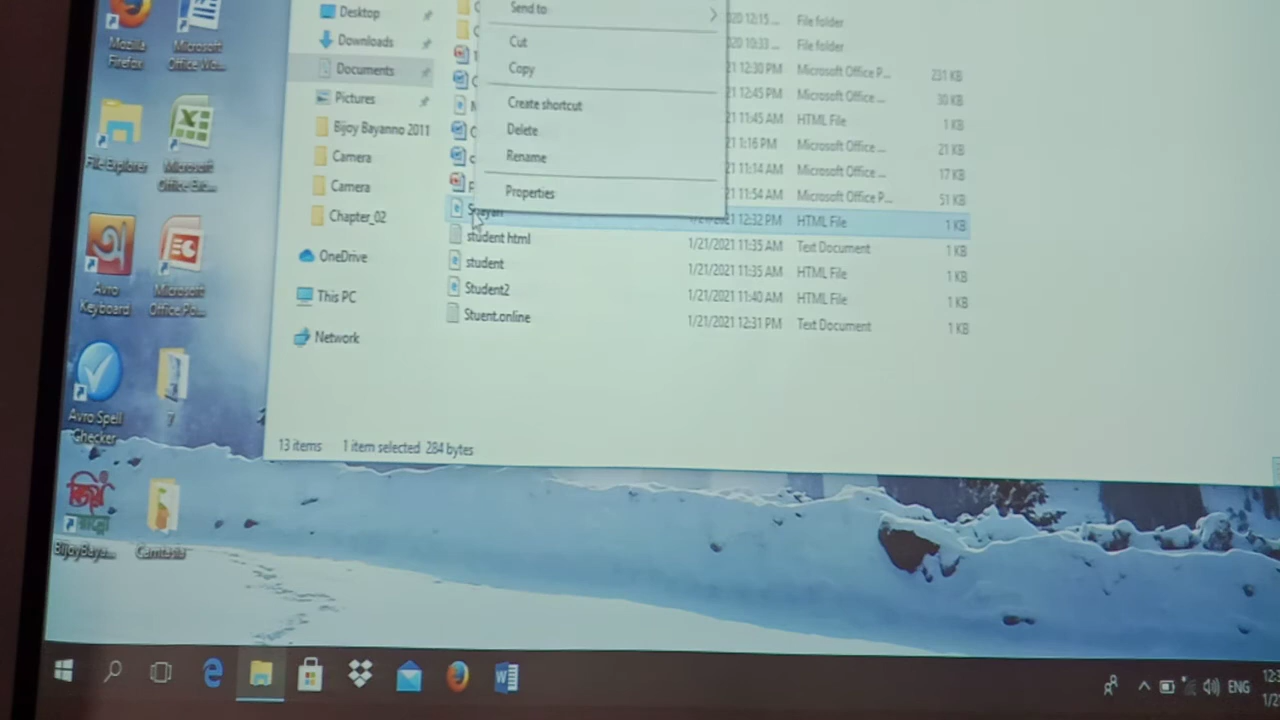 Mozilla
Firefox
Microsoft
Office Wo...
File Explorer
Microsoft
Office Exc...
Avro
Keyboard
Microsoft
Office Po...
Avro Spell
Checker
7
বিজয়
BijoyBaya...
Camtasia
Desktop
Downloads
Documents
Pictures
Bijoy Bayanno 2011
Camera
Camera
Chapter_02
OneDrive
This PC
Network
Send to
Cut
Copy
Create shortcut
Delete
Rename
Properties
020 12:15 ... File folder
020 10:33 ... File folder
21 12:30 PM Microsoft Office P... 231 KB
21 12:45 PM Microsoft Office ... 30 KB
21 11:45 AM HTML File 1 KB
21 1:16 PM Microsoft Office ... 21 KB
21 11:14 AM Microsoft Office ... 17 KB
21 11:54 AM Microsoft Office P... 51 KB
1/21/2021 12:32 PM HTML File 1 KB
student html 1/21/2021 11:35 AM Text Document 1 KB
student 1/21/2021 11:35 AM HTML File 1 KB
Student2 1/21/2021 11:40 AM HTML File 1 KB
Stuent.online 1/21/2021 12:31 PM Text Document 1 KB
13 items 1 item selected 284 bytes
ENG